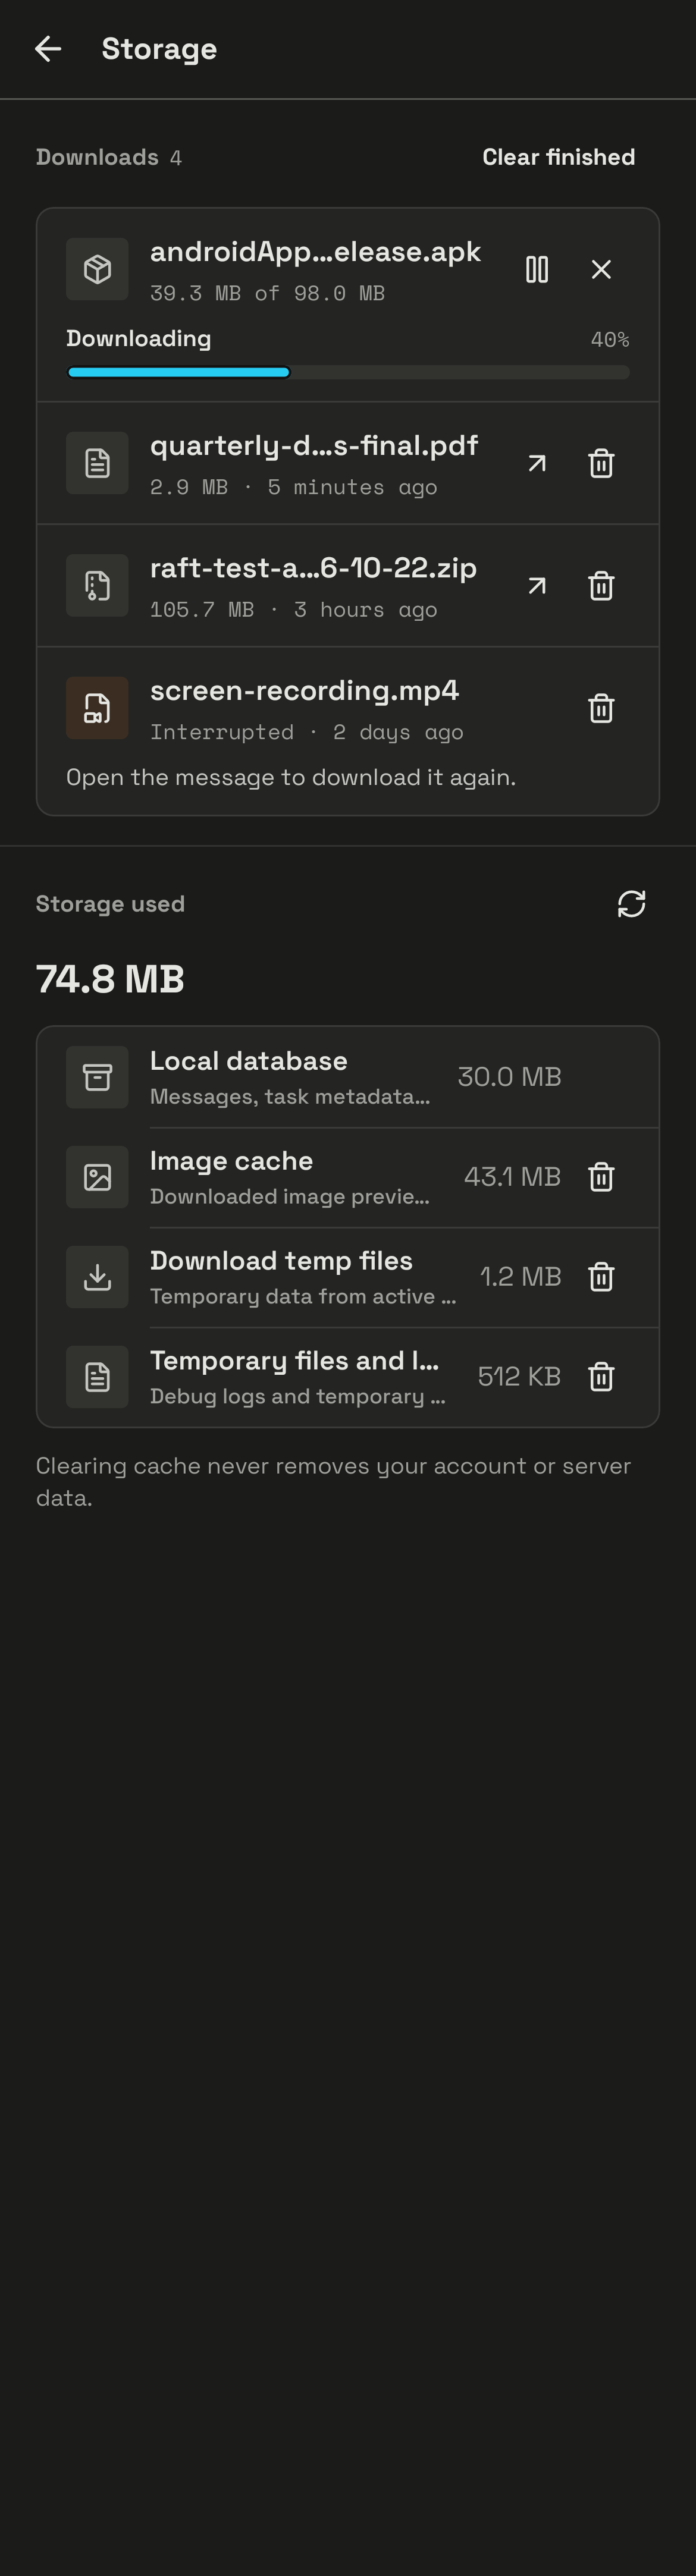 Storage
Downloads 4
Clear finished
androidApp...elease.apk
39.3 MB of 98.0 MB
Downloading
40%
quarterly-d...s-final.pdf
2.9 MB · 5 minutes ago
raft-test-a...6-10-22.zip
105.7 MB · 3 hours ago
screen-recording.mp4
Interrupted · 2 days ago
Open the message to download it again.
Storage used
74.8 MB
Local database
Messages, task metadata...
30.0 MB
Image cache
Downloaded image previe...
43.1 MB
Download temp files
Temporary data from active ...
1.2 MB
Temporary files and l...
Debug logs and temporary ...
512 KB
Clearing cache never removes your account or server
data.